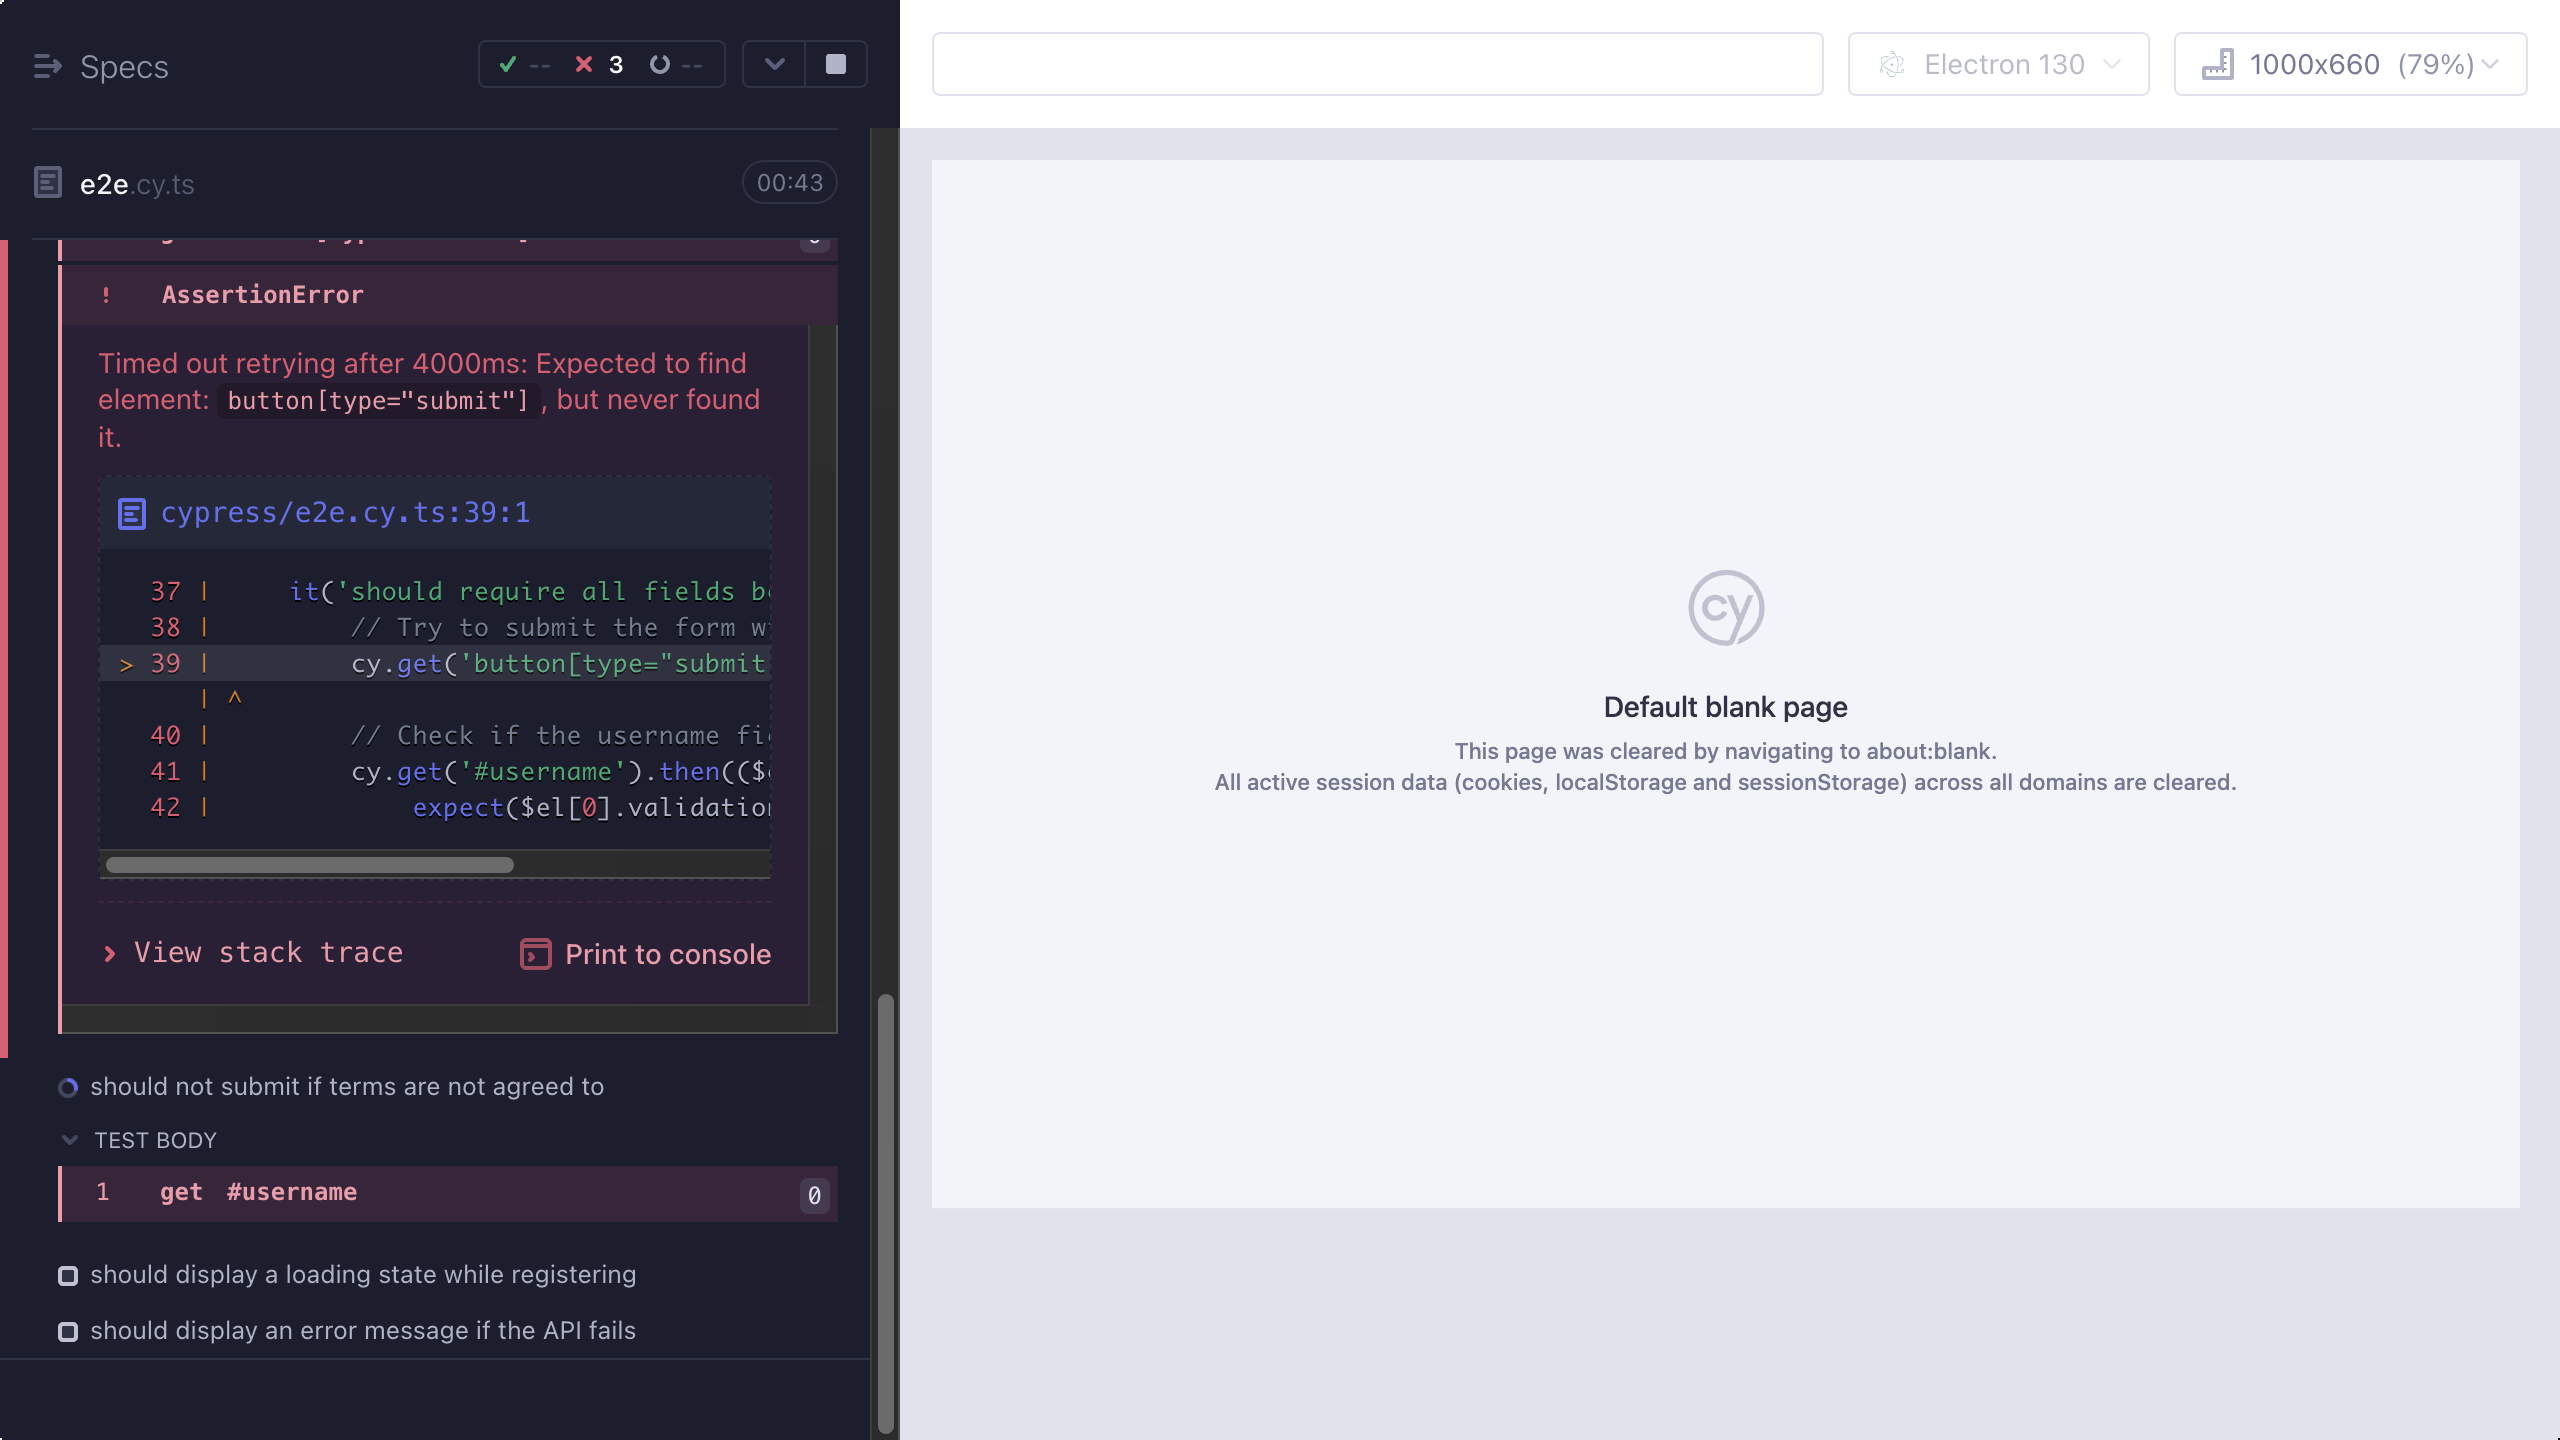 Specs
--
3
--
Electron 130
1000x660 (79%)
e2e.cy.ts
00:43
! AssertionError
Timed out retrying after 4000ms: Expected to find
element: button[type="submit"] , but never found
it.
cypress/e2e.cy.ts:39:1
37 | it('should require all fields b
38 | // Try to submit the form w
> 39 | cy.get('button[type="submit
| ^
40 | // Check if the username fi
41 | cy.get('#username').then(($
42 | expect($el[0].validation
View stack trace
Print to console
should not submit if terms are not agreed to
TEST BODY
1 get #username 0
should display a loading state while registering
should display an error message if the API fails
cy
Default blank page
This page was cleared by navigating to about:blank.
All active session data (cookies, localStorage and sessionStorage) across all domains are cleared.